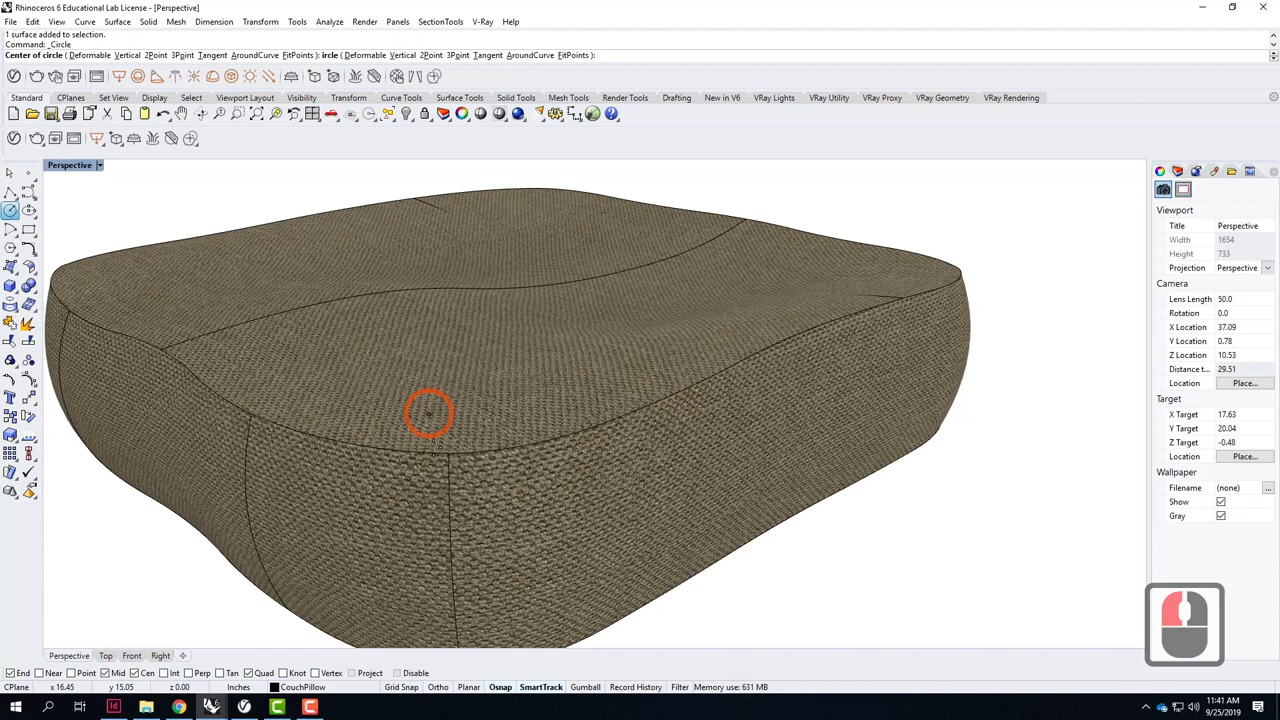 Rhinoceros 6 Educational Lab License - [Perspective]
File Edit View Curve Surface Solid Mesh Dimension Transform Tools Analyze Render Panels SectionTools V-Ray Help
1 surface added to selection.
Command: _Circle
Center of circle ( Deformable Vertical 2Point 3Point Tangent AroundCurve FitPoints ): ircle ( Deformable Vertical 2Point 3Point Tangent AroundCurve FitPoints ):
Standard CPlanes Set View Display Select Viewport Layout Visibility Transform Curve Tools Surface Tools Solid Tools Mesh Tools Render Tools Drafting New in V6 VRay Lights VRay Utility VRay Proxy VRay Geometry VRay Rendering
Perspective
Viewport
Title Perspective
Width 1654
Height 733
Projection Perspective
Camera
Lens Length 50.0
Rotation 0.0
X Location 37.09
Y Location 0.78
Z Location 10.53
Distance t... 29.51
Location Place...
Target
X Target 17.63
Y Target 20.04
Z Target -0.48
Location Place...
Wallpaper
Filename (none) ...
Show
Gray
Perspective Top Front Right
End Near Point Mid Cen Int Perp Tan Quad Knot Vertex Project Disable
CPlane x 16.45 y 15.05 z 0.00 Inches CouchPillow Grid Snap Ortho Planar Osnap SmartTrack Gumball Record History Filter Memory use: 631 MB
11:41 AM
9/25/2019